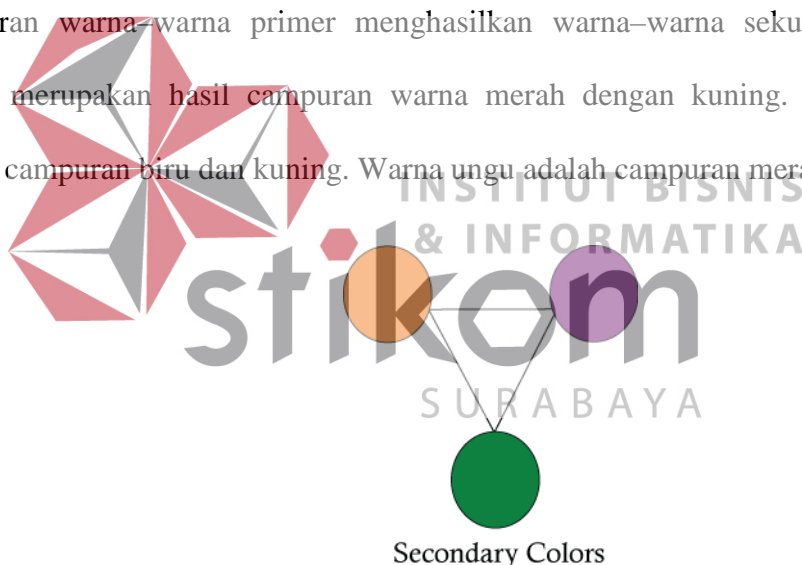 ran warna–warna primer menghasilkan warna–warna seku
merupakan hasil campuran warna merah dengan kuning.
campuran biru dan kuning. Warna ungu adalah campuran mera
INSTITUT BISNIS
& INFORMATIKA
stikom
SURABAYA
Secondary Colors